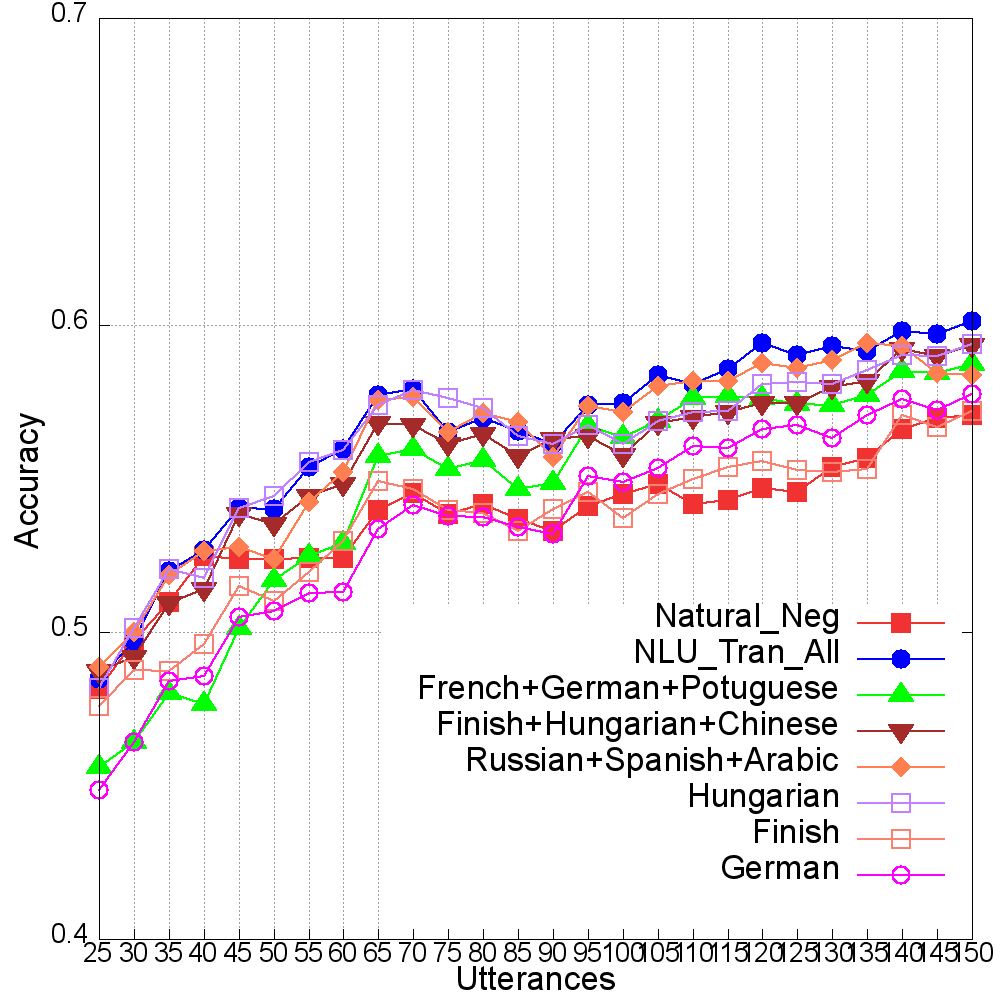 0.7
0.6
0.5
0.4
Accuracy
Natural_Neg
NLU_Tran_All
French+German+Potuguese
Finish+Hungarian+Chinese
Russian+Spanish+Arabic
Hungarian
Finish
German
25 30 35 40 45 50 55 60 65 70 75 80 85 90 95 100 105 110 115 120 125 130 135 140 145 150
Utterances